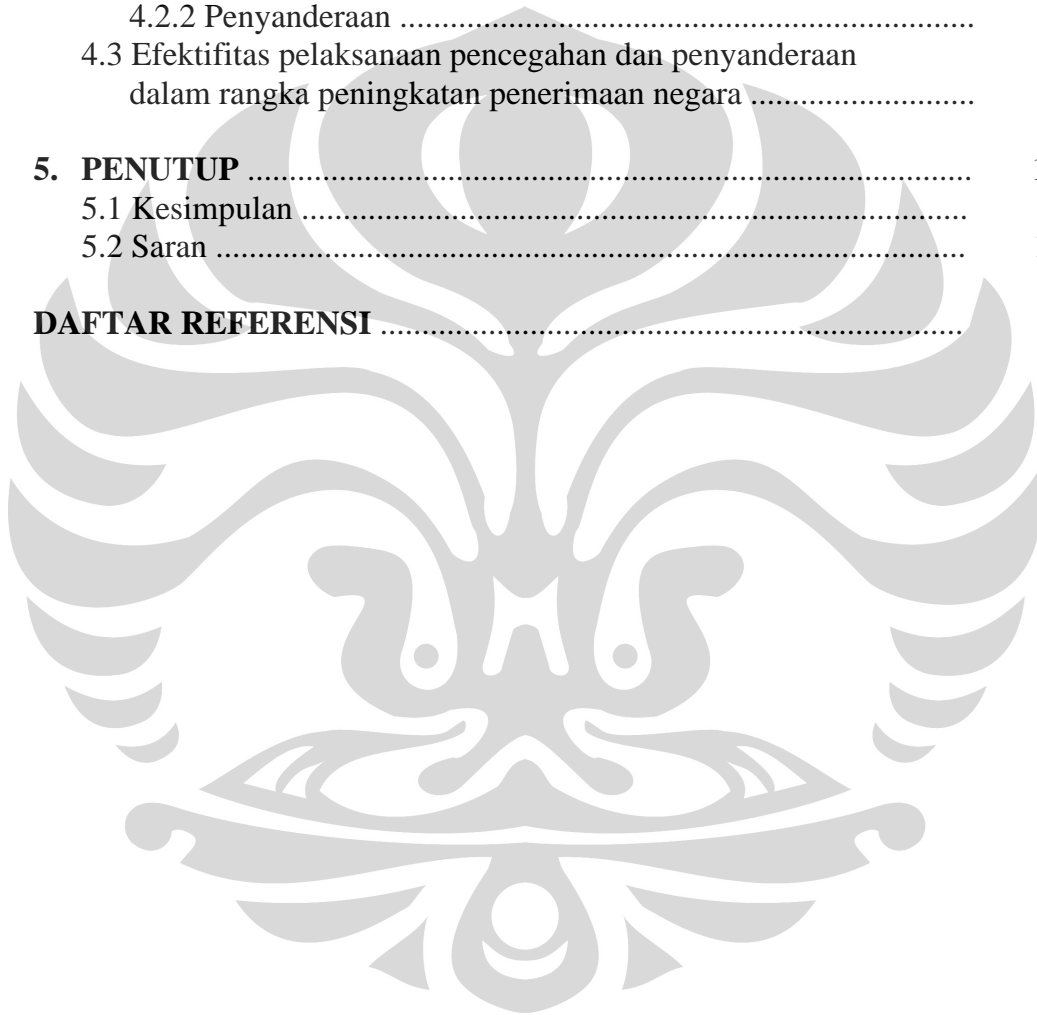 4.2.2 Penyanderaan ......................................................................
4.3 Efektifitas pelaksanaan pencegahan dan penyanderaan
dalam rangka peningkatan penerimaan negara ...........................
5. PENUTUP ........................................................................................
5.1 Kesimpulan .................................................................................
5.2 Saran ...........................................................................................
DAFTAR REFERENSI .......................................................................